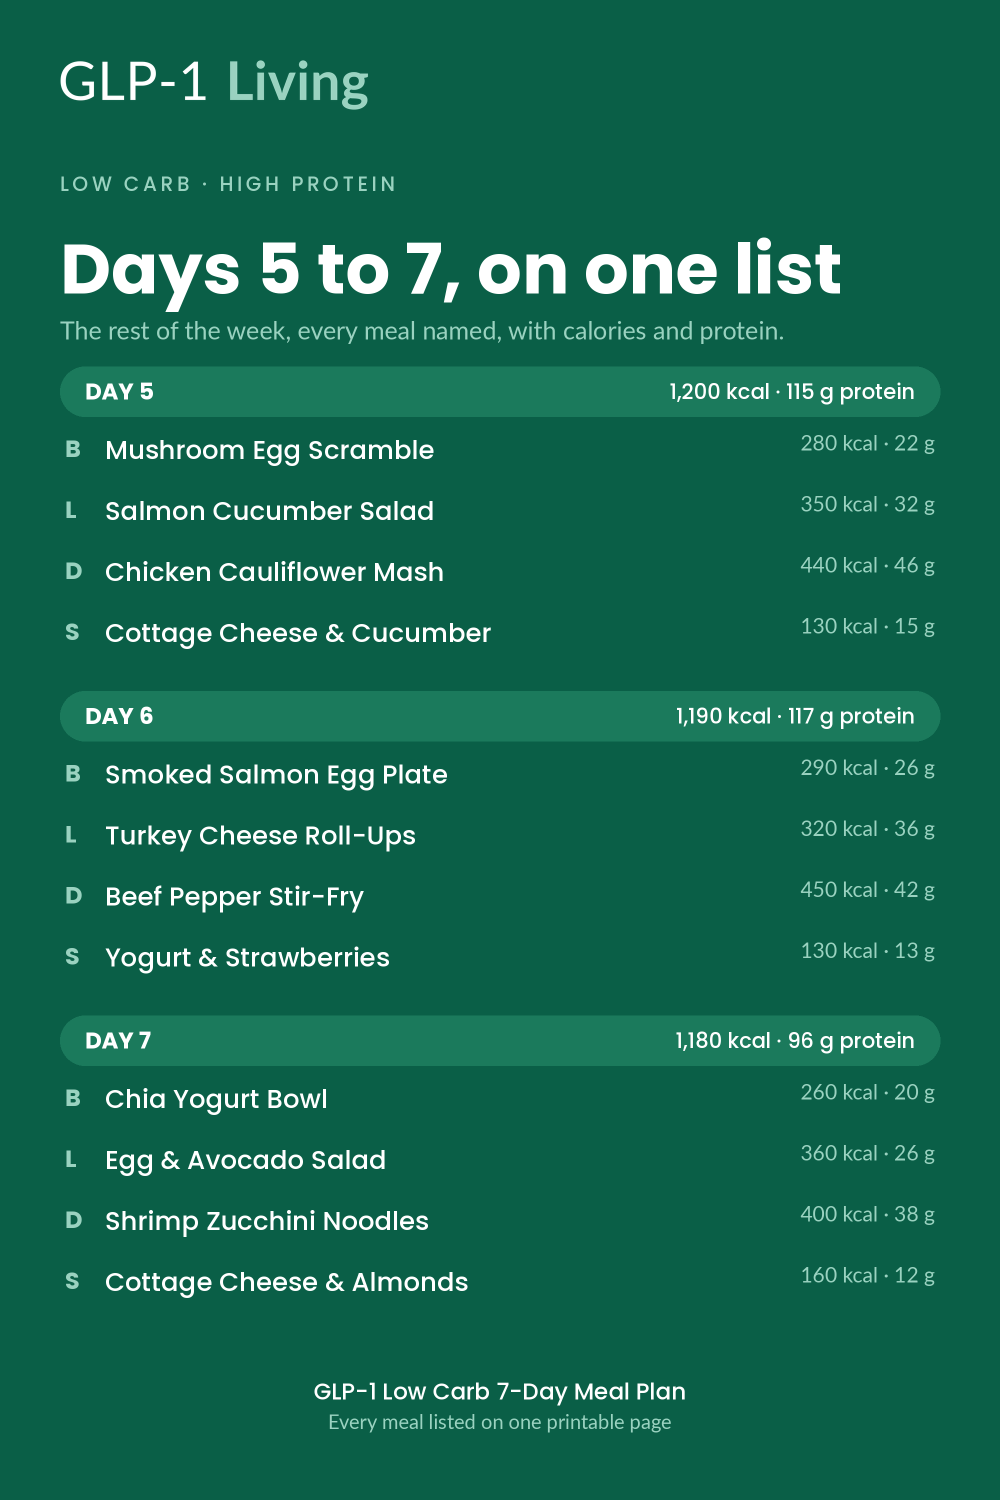 GLP-1 Living
LOW CARB · HIGH PROTEIN
Days 5 to 7, on one list
The rest of the week, every meal named, with calories and protein.
DAY 5 1,200 kcal · 115 g protein
B Mushroom Egg Scramble 280 kcal · 22 g
L Salmon Cucumber Salad 350 kcal · 32 g
D Chicken Cauliflower Mash 440 kcal · 46 g
S Cottage Cheese & Cucumber 130 kcal · 15 g
DAY 6 1,190 kcal · 117 g protein
B Smoked Salmon Egg Plate 290 kcal · 26 g
L Turkey Cheese Roll-Ups 320 kcal · 36 g
D Beef Pepper Stir-Fry 450 kcal · 42 g
S Yogurt & Strawberries 130 kcal · 13 g
DAY 7 1,180 kcal · 96 g protein
B Chia Yogurt Bowl 260 kcal · 20 g
L Egg & Avocado Salad 360 kcal · 26 g
D Shrimp Zucchini Noodles 400 kcal · 38 g
S Cottage Cheese & Almonds 160 kcal · 12 g
GLP-1 Low Carb 7-Day Meal Plan
Every meal listed on one printable page